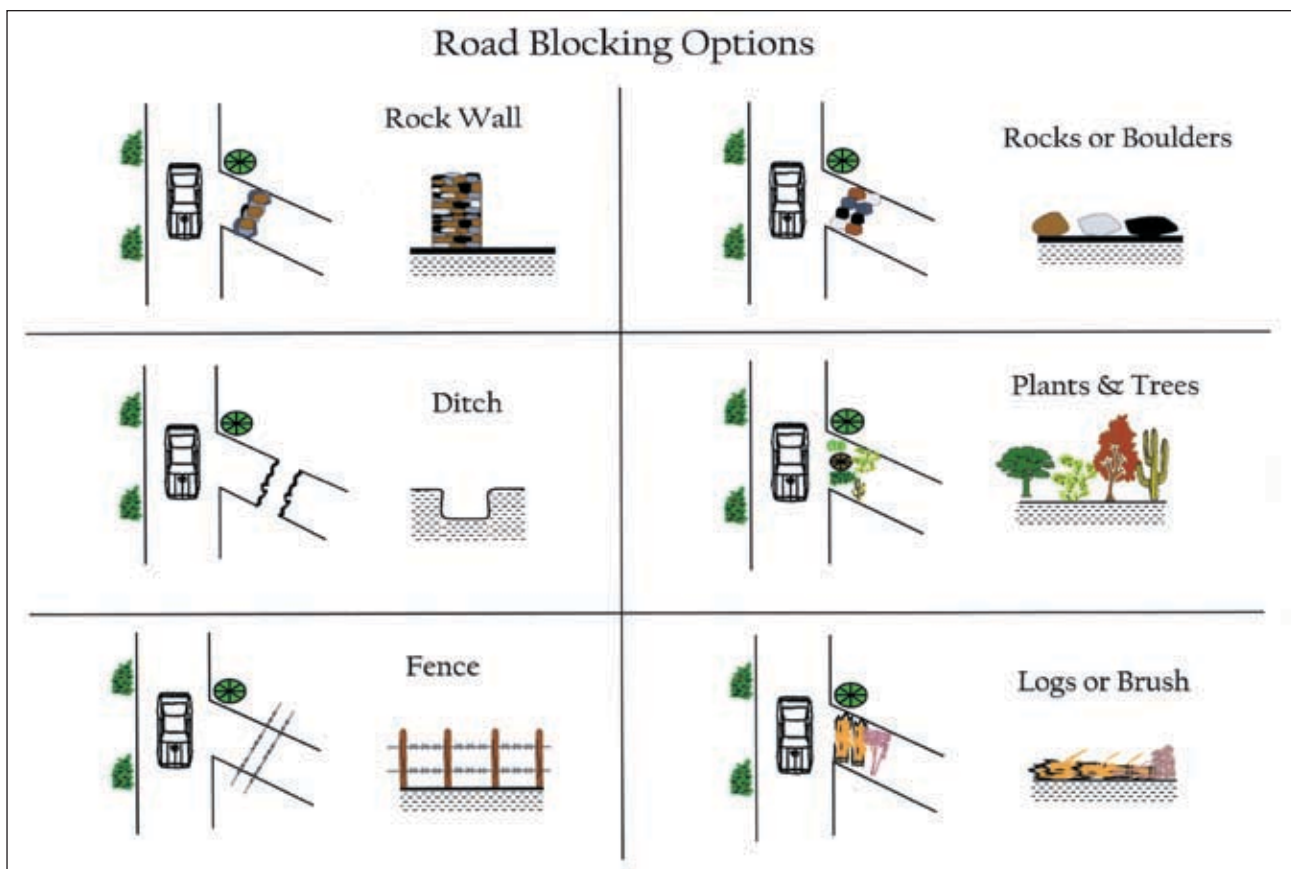 Road Blocking Options
Rock Wall
Rocks or Boulders
Ditch
Plants & Trees
Fence
Logs or Brush